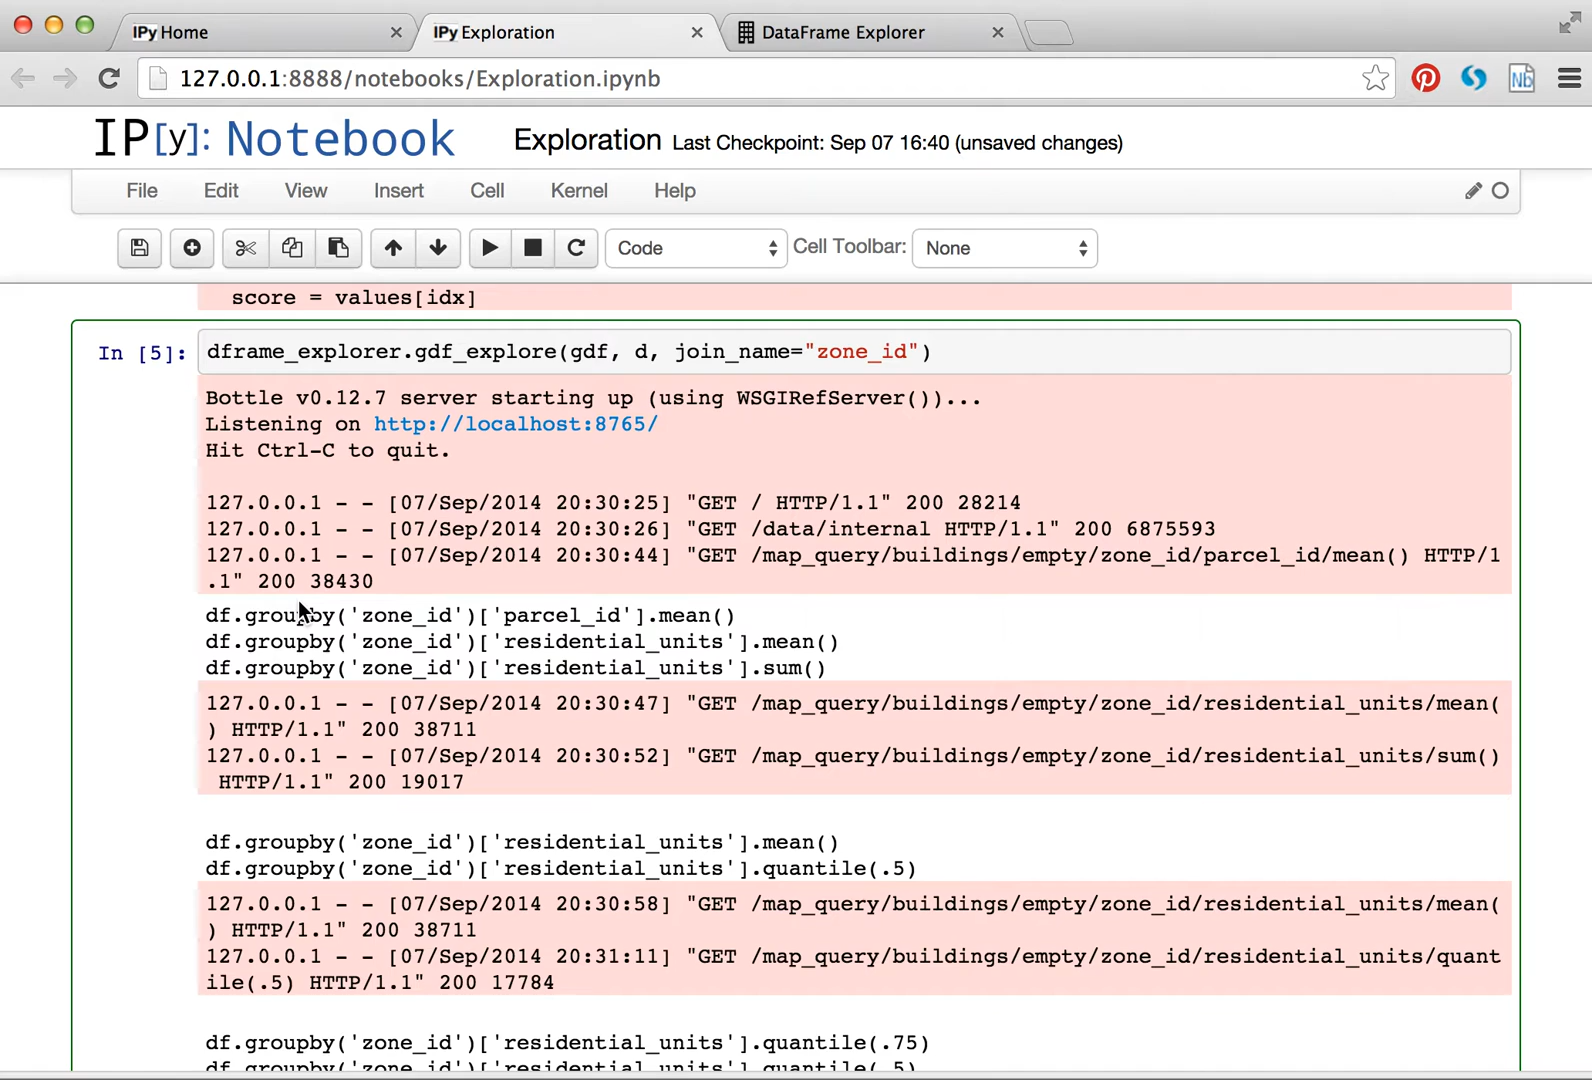 IPy Home
IPy Exploration
DataFrame Explorer
127.0.0.1:8888/notebooks/Exploration.ipynb
Nb
IP[y]: Notebook
Exploration Last Checkpoint: Sep 07 16:40 (unsaved changes)
File Edit View Insert Cell Kernel Help
Code Cell Toolbar: None
score = values[idx]
In [5]: dframe_explorer.gdf_explore(gdf, d, join_name="zone_id")
Bottle v0.12.7 server starting up (using WSGIRefServer())...
Listening on http://localhost:8765/
Hit Ctrl-C to quit.
127.0.0.1 - - [07/Sep/2014 20:30:25] "GET / HTTP/1.1" 200 28214
127.0.0.1 - - [07/Sep/2014 20:30:26] "GET /data/internal HTTP/1.1" 200 6875593
127.0.0.1 - - [07/Sep/2014 20:30:44] "GET /map_query/buildings/empty/zone_id/parcel_id/mean() HTTP/1
.1" 200 38430
df.groupby('zone_id')['parcel_id'].mean()
df.groupby('zone_id')['residential_units'].mean()
df.groupby('zone_id')['residential_units'].sum()
127.0.0.1 - - [07/Sep/2014 20:30:47] "GET /map_query/buildings/empty/zone_id/residential_units/mean(
) HTTP/1.1" 200 38711
127.0.0.1 - - [07/Sep/2014 20:30:52] "GET /map_query/buildings/empty/zone_id/residential_units/sum()
HTTP/1.1" 200 19017
df.groupby('zone_id')['residential_units'].mean()
df.groupby('zone_id')['residential_units'].quantile(.5)
127.0.0.1 - - [07/Sep/2014 20:30:58] "GET /map_query/buildings/empty/zone_id/residential_units/mean(
) HTTP/1.1" 200 38711
127.0.0.1 - - [07/Sep/2014 20:31:11] "GET /map_query/buildings/empty/zone_id/residential_units/quant
ile(.5) HTTP/1.1" 200 17784
df.groupby('zone_id')['residential_units'].quantile(.75)
df.groupby('zone_id')['residential_units'].quantile(.5)